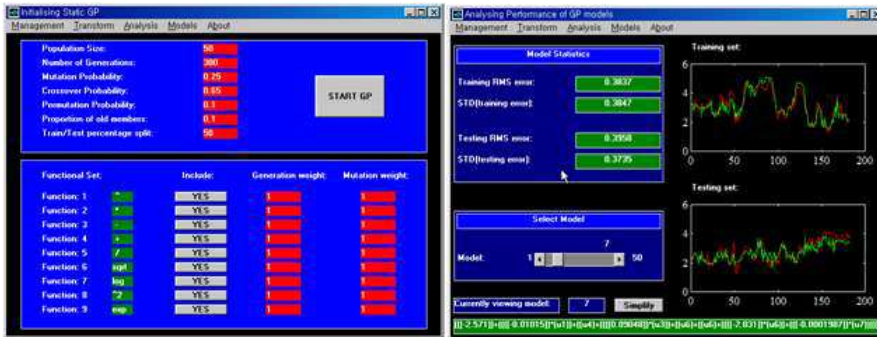 Initialising Static GP
Management Transform Analysis Models About
Population Size: 50
Number of Generations: 300
Mutation Probability: 0.25
Crossover Probability: 0.65
Permutation Probability: 0.1
Proportion of old members: 0.1
Train/Test percentage split: 50
START GP
Functional Set: Include: Generation weight: Mutation weight:
Function: 1 ^ YES 1 1
Function: 2 * YES 1 1
Function: 3 - YES 1 1
Function: 4 + YES 1 1
Function: 5 / YES 1 1
Function: 6 sqrt YES 1 1
Function: 7 log YES 1 1
Function: 8 ^2 YES 1 1
Function: 9 exp YES 1 1
Analysing Performance of GP models
Management Transform Analysis Models About
Model Statistics
Training RMS error: 0.3837
STD(training error): 0.3847
Testing RMS error: 0.3958
STD(testing error): 0.3735
Select Model
7
Model: 1 50
Currently viewing model: 7 Simplify
Training set:
6
4
2
0
0 50 100 150 200
Testing set:
6
4
2
0
0 50 100 150 200